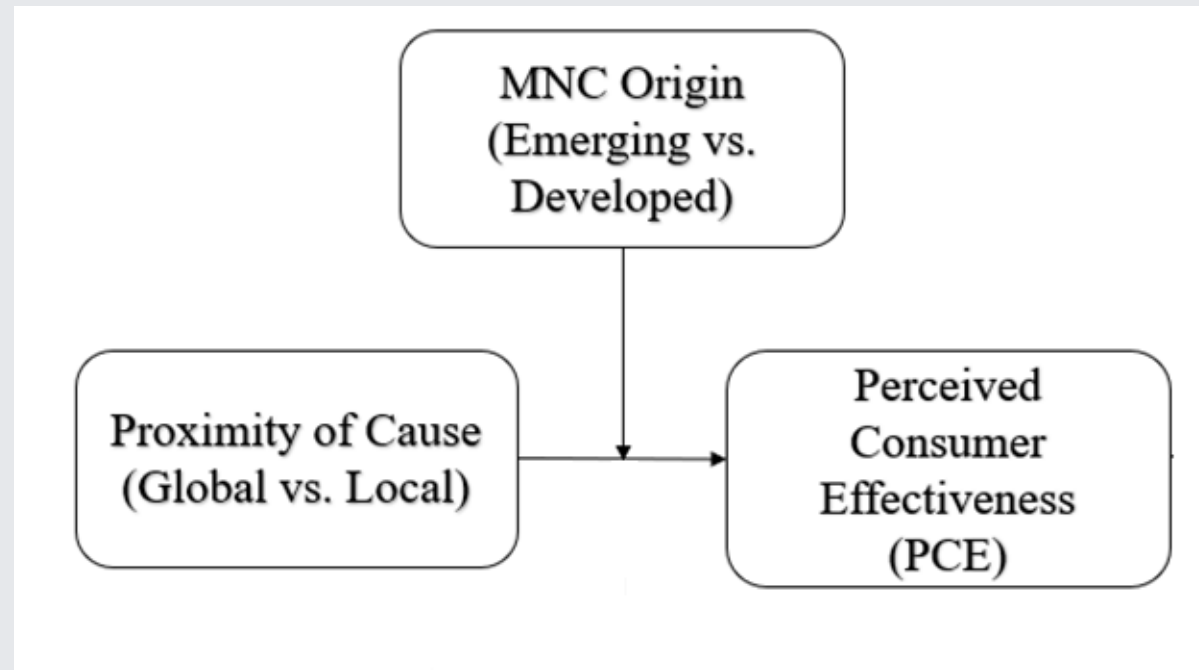 MNC Origin
(Emerging vs.
Developed)
Proximity of Cause
(Global vs. Local)
Perceived
Consumer
Effectiveness
(PCE)